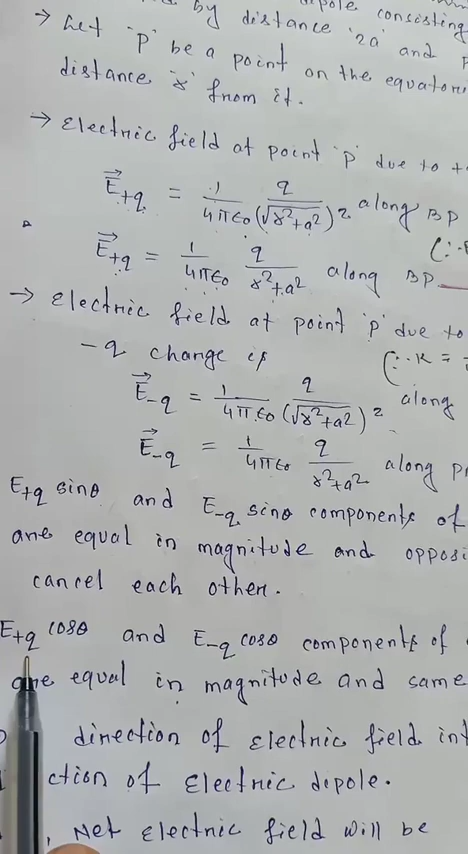 by distance '2a' and
→ Let 'P' be a point on the equatori
distance 'r' from it.
→ Electric field at point 'P' due to +
E⃗+q = 1/4πε0 q/(√r²+a²)² along BP
E⃗+q = 1/4πε0 q/r²+a² along BP
→ Electric field at point 'P' due to
-q change is (∵ K =
E⃗-q = 1/4πε0 q/(√r²+a²)² along
E⃗-q = 1/4πε0 q/r²+a² along
E+q sinθ and E-q sinθ components of
are equal in magnitude and opposi
cancel each other.
E+q cosθ and E-q cosθ components of
are equal in magnitude and same
direction of electric field int
ction of electric dipole.
Net electric field will be